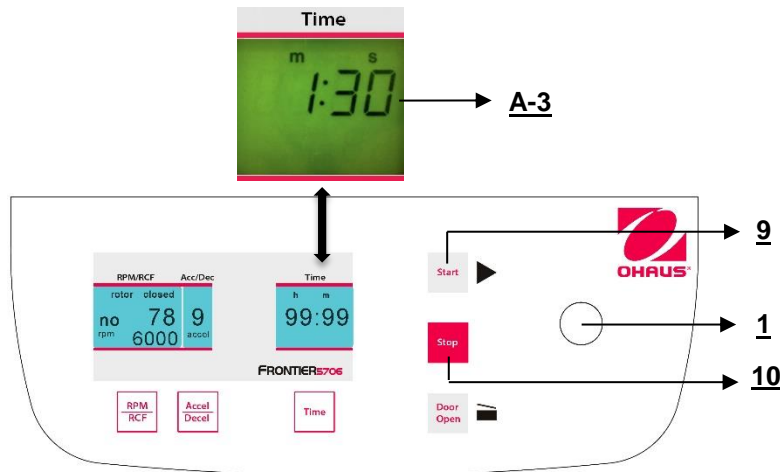 Time
m s
1:30
A-3
9
RPM/RCF Acc/Dec
rotor closed
no 78 9
rpm 6000 accel
Time
h m
99:99
FRONTIER5706
Start
Stop
Door
Open
OHAUS®
1
10
RPM
RCF
Accel
Decel
Time